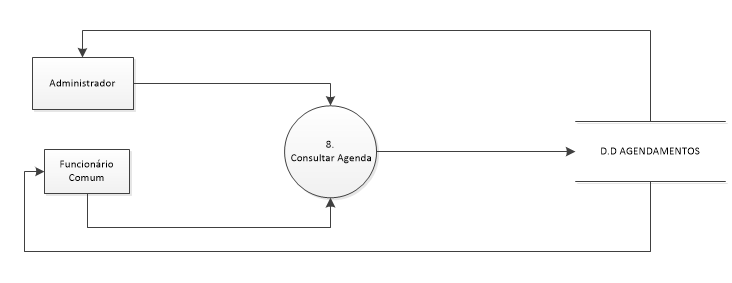 Administrador
8.
Consultar Agenda
D.D AGENDAMENTOS
Funcionário
Comum